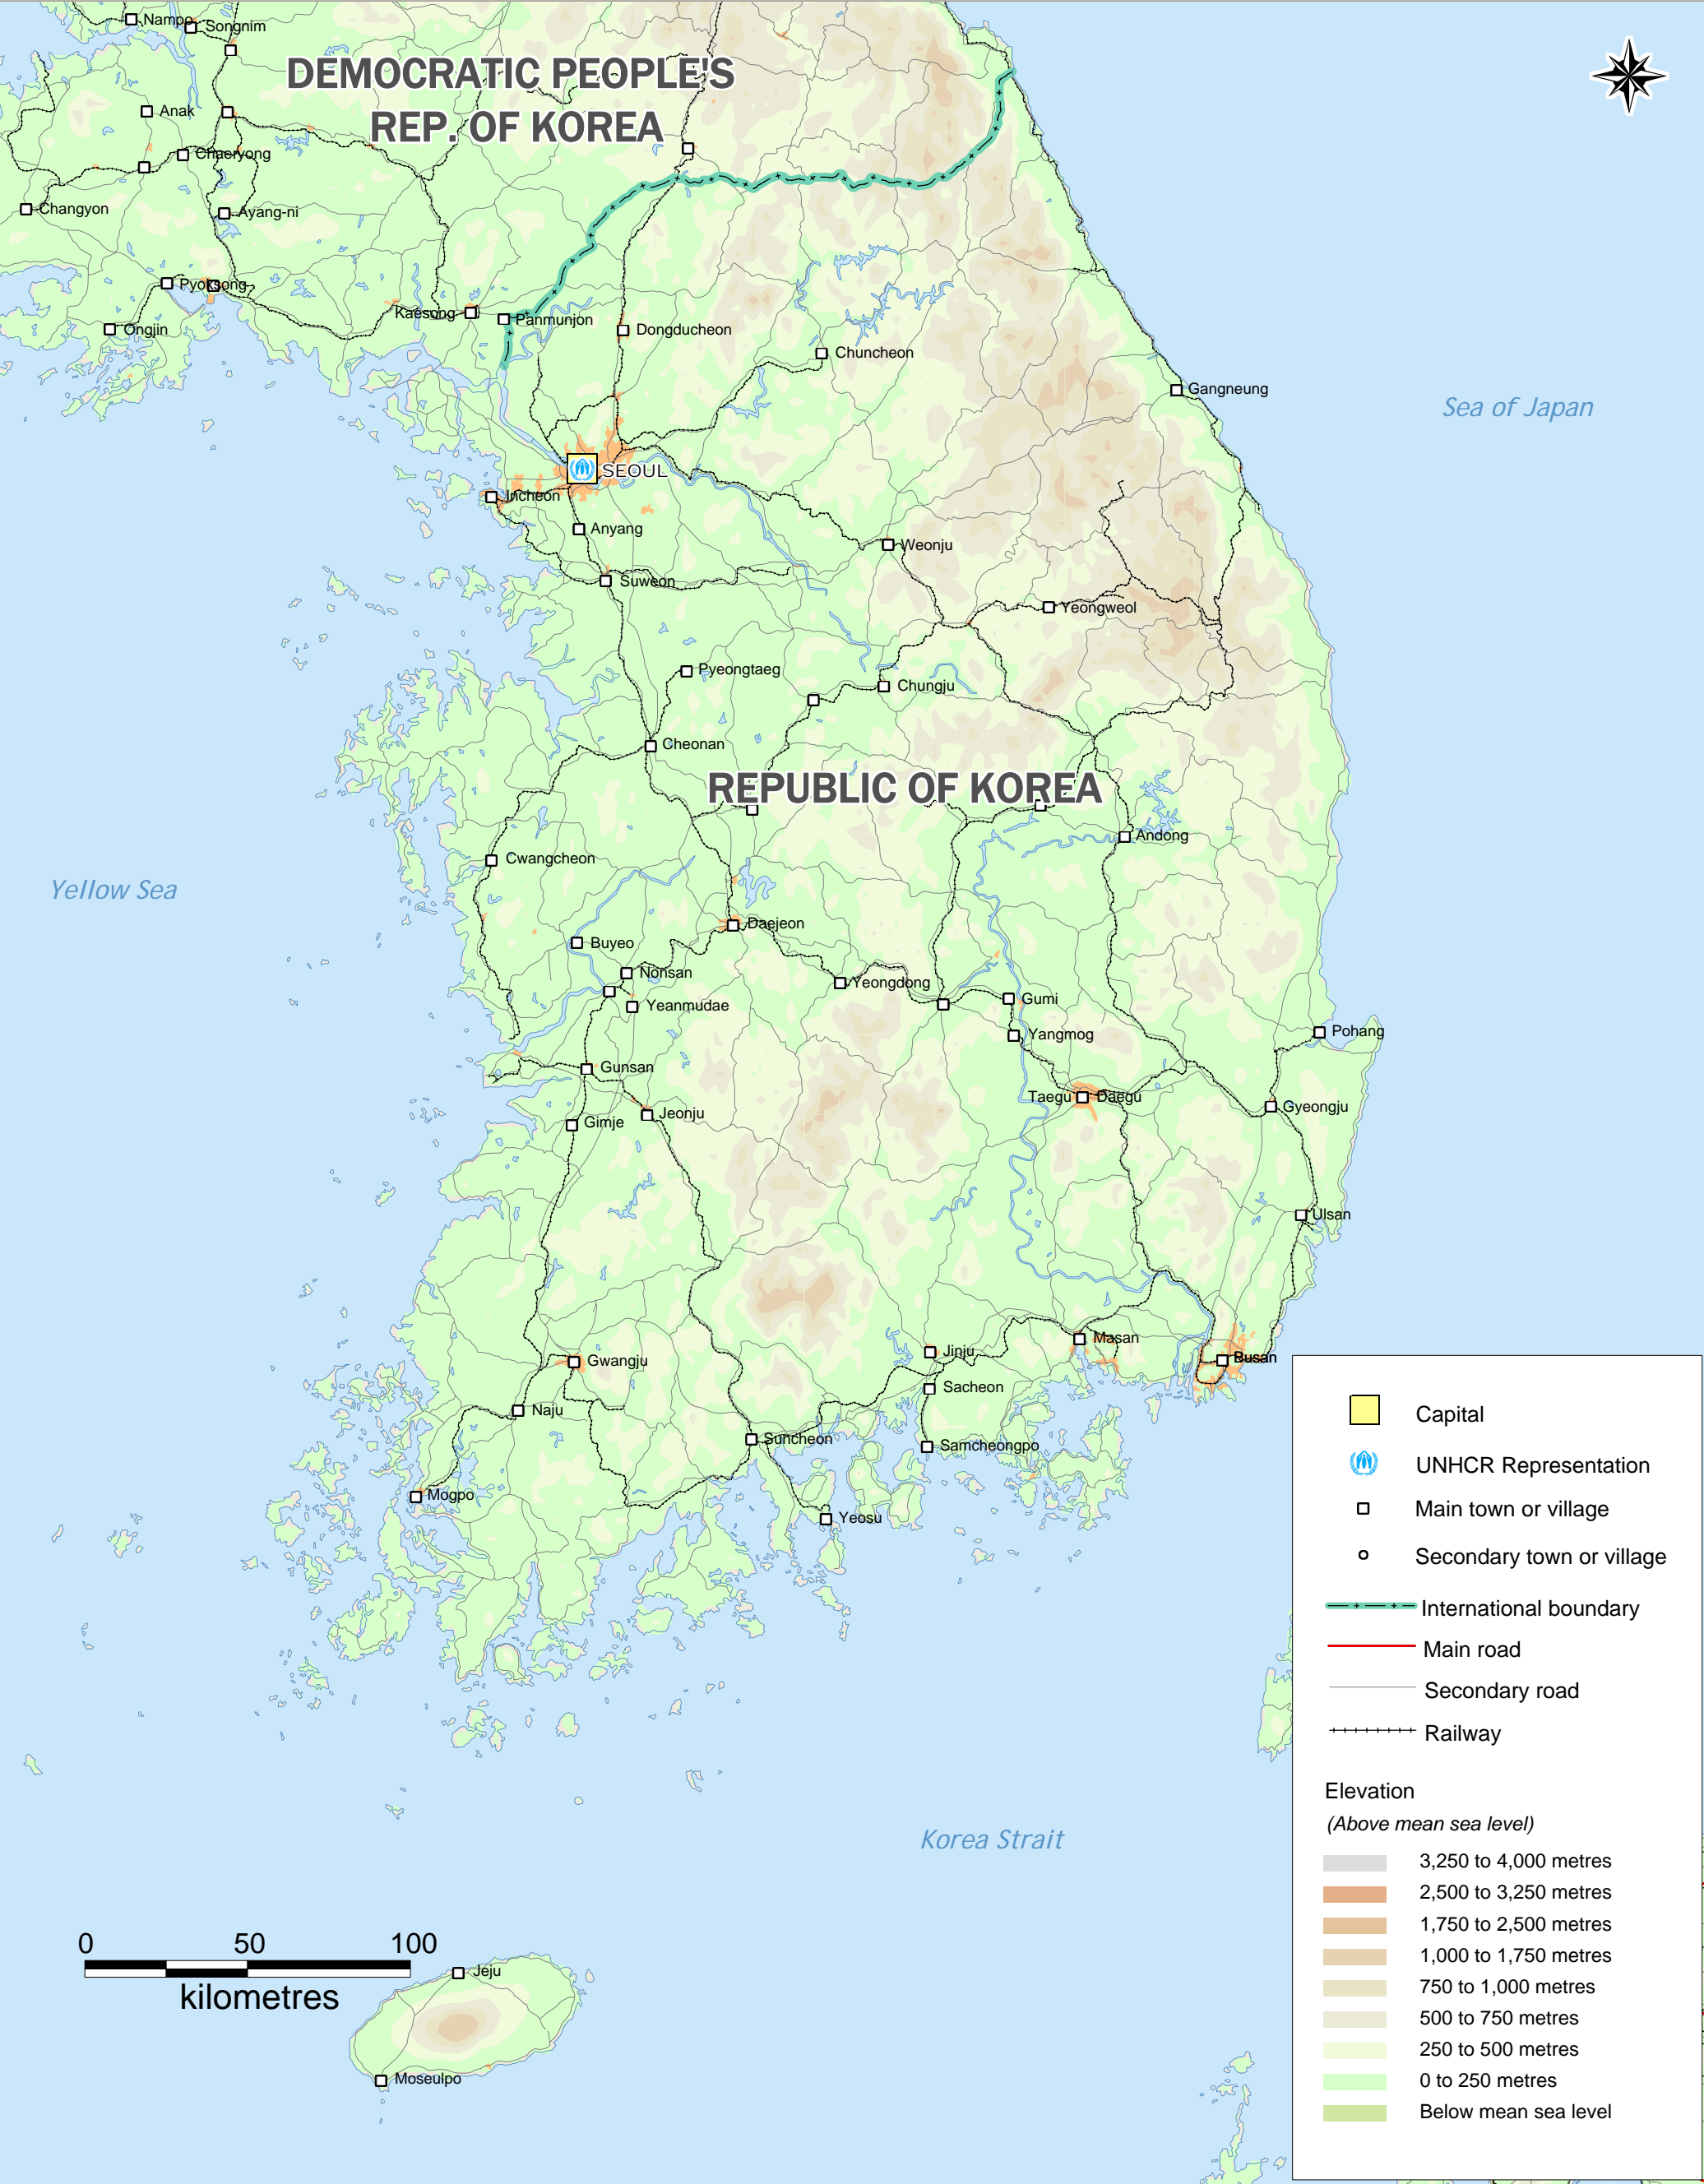 Nampo
Songnim
DEMOCRATIC PEOPLE'S
REP. OF KOREA
Anak
Chaeryong
Changyon
Ayang-ni
Pyoksong
Ongjin
Kaesong
Panmunjon
Dongducheon
Chuncheon
Gangneung
Sea of Japan
SEOUL
Incheon
Anyang
Weonju
Suweon
Yeongweol
Pyeongtaeg
Chungju
Cheonan
REPUBLIC OF KOREA
Andong
Cwangcheon
Yellow Sea
Daejeon
Buyeo
Nonsan
Yeongdong
Yeanmudae
Gumi
Yangmog
Pohang
Gunsan
Taegu
Daegu
Gyeongju
Jeonju
Gimje
Ulsan
Masan
Jinju
Busan
Gwangju
Sacheon
Naju
Suncheon
Samcheongpo
Mogpo
Yeosu
Korea Strait
0 50 100
kilometres
Jeju
Moseulpo
Capital
UNHCR Representation
Main town or village
Secondary town or village
International boundary
Main road
Secondary road
Railway
Elevation
(Above mean sea level)
3,250 to 4,000 metres
2,500 to 3,250 metres
1,750 to 2,500 metres
1,000 to 1,750 metres
750 to 1,000 metres
500 to 750 metres
250 to 500 metres
0 to 250 metres
Below mean sea level